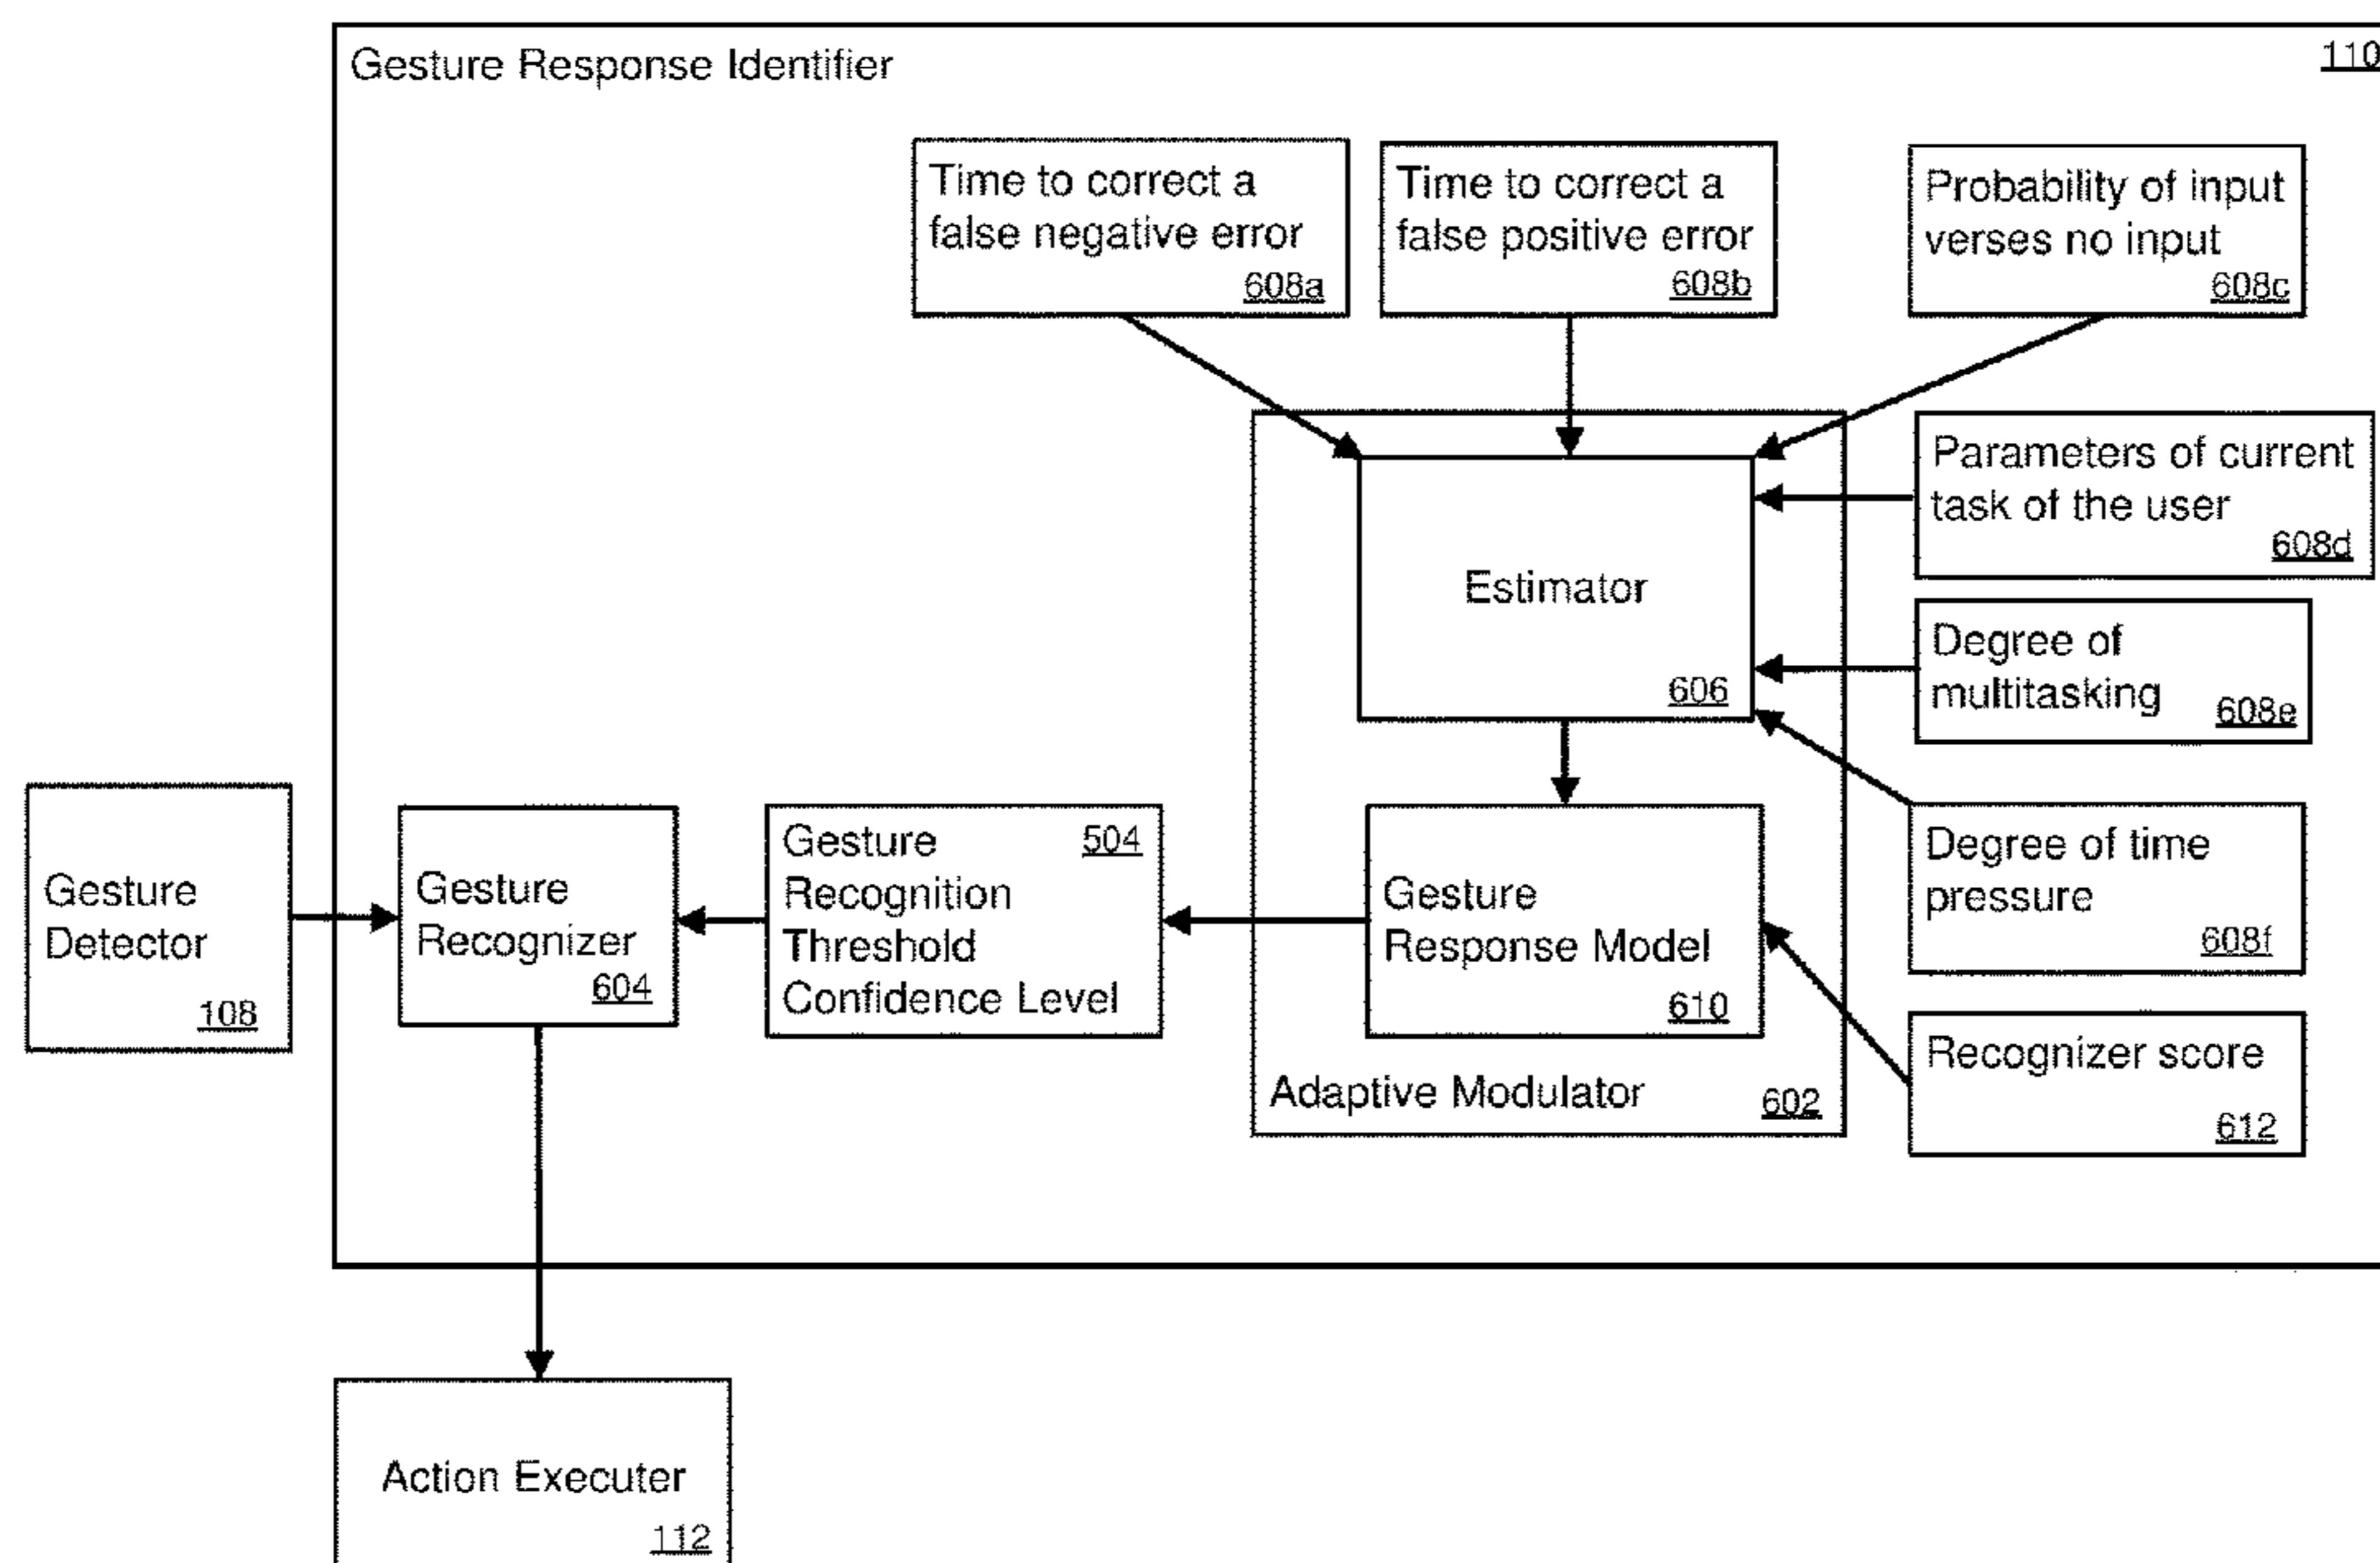 Gesture Response Identifier
110
Time to correct a
false negative error
608a
Time to correct a
false positive error
608b
Probability of input
verses no input
608c
Parameters of current
task of the user
608d
Estimator
606
Degree of
multitasking
608e
Gesture
Detector
108
Gesture
Recognizer
604
Gesture
504
Recognition
Threshold
Confidence Level
Gesture
Response Model
610
Degree of time
pressure
608f
Adaptive Modulator
602
Recognizer score
612
Action Executer
112